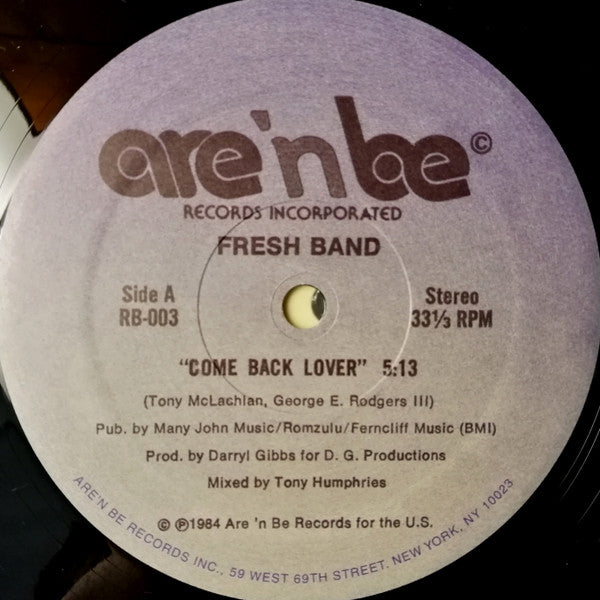 are 'n be ©
RECORDS INCORPORATED
FRESH BAND
Side A
RB-003
Stereo
33⅓ RPM
"COME BACK LOVER" 5:13
(Tony McLachlan, George E. Rodgers III)
Pub. by Many John Music/Romzulu/Ferncliff Music (BMI)
Prod. by Darryl Gibbs for D. G. Productions
Mixed by Tony Humphries
© ℗1984 Are 'n Be Records for the U.S.
ARE'N BE RECORDS INC., 59 WEST 69TH STREET. NEW YORK, NY 10023